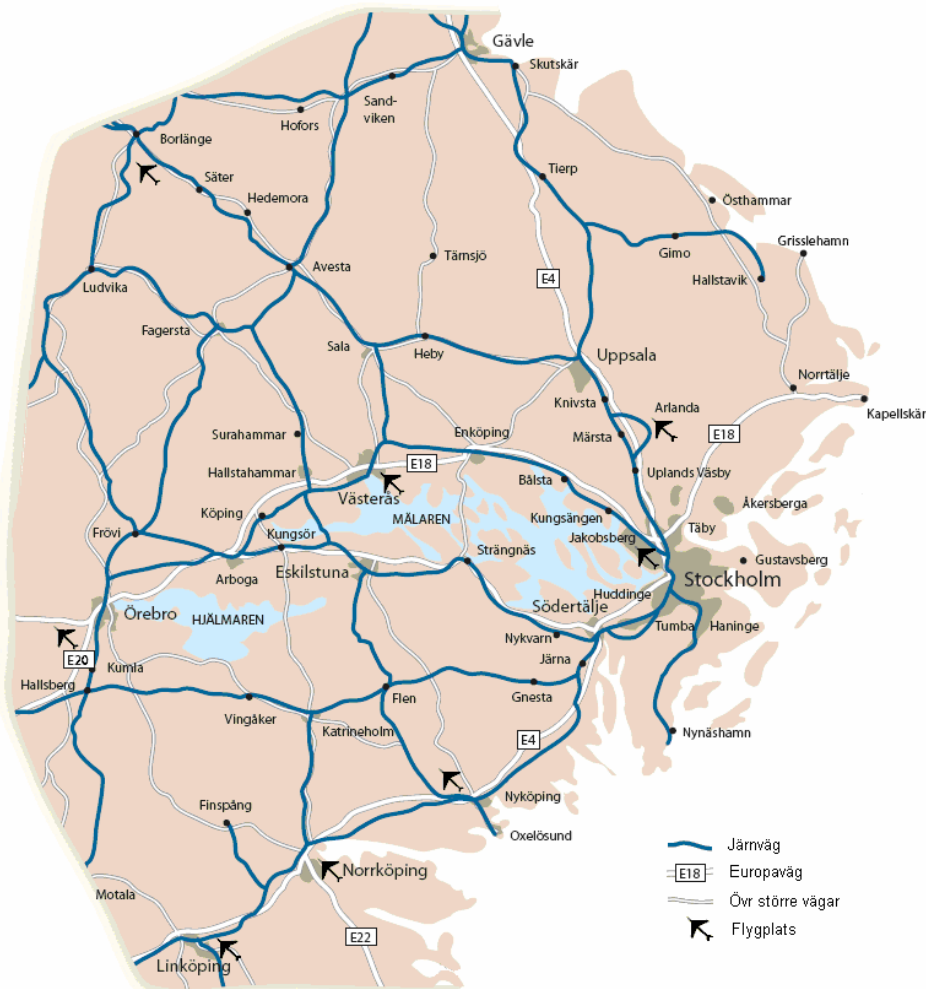 Gävle
Skutskär
Sand-
viken
Hofors
Borlänge
Tierp
Säter
Hedemora
Östhammar
Grisslehamn
Gimo
Tärnsjö
Avesta
E4
Hallstavik
Ludvika
Fagersta
Sala
Heby
Uppsala
Norrtälje
Kapellskär
Knivsta
Arlanda
Surahammar
Enköping
Märsta
E18
E18
Hallstahammar
Uplands Väsby
Bålsta
Västerås
Åkersberga
Köping
MÄLAREN
Kungsängen
Täby
Frövi
Kungsör
Jakobsberg
Strängnäs
Gustavsberg
Arboga
Eskilstuna
Stockholm
Huddinge
Södertälje
Örebro
HJÄLMAREN
Tumba
Haninge
Nykvarn
E20
Kumla
Järna
Hallsberg
Flen
Gnesta
Vingåker
Katrineholm
E4
Nynäshamn
Nyköping
Finspång
Oxelösund
Järnväg
E18
Europaväg
Norrköping
Motala
Övr större vägar
Flygplats
E22
Linköping